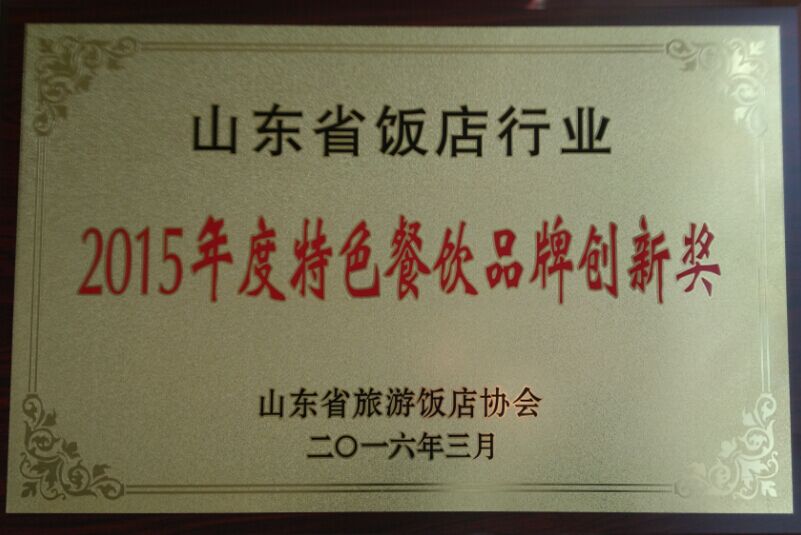 山东省饭店行业
2015年度特色餐饮品牌创新奖
山东省旅游饭店协会
二〇一六年三月